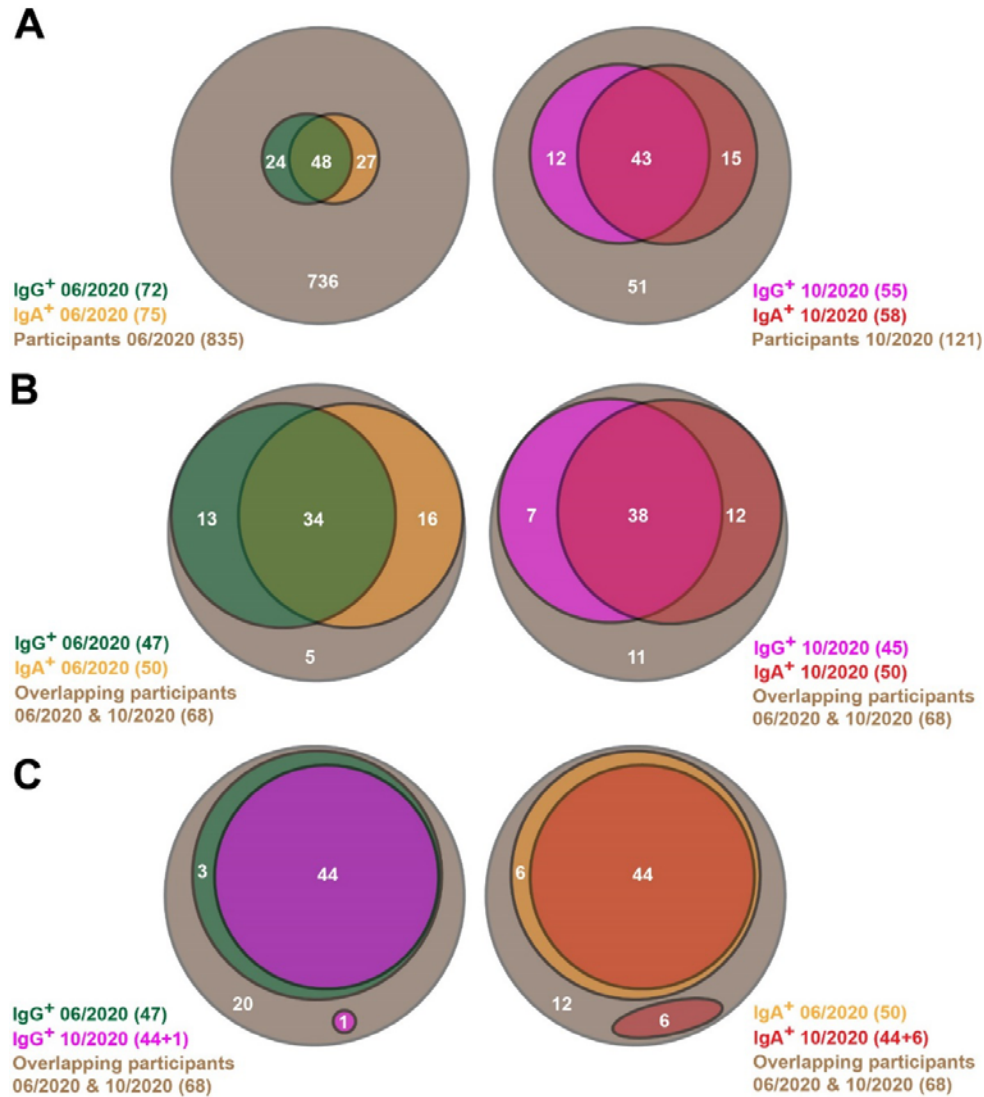 A
24 48 27
736
12 43 15
51
IgG+ 06/2020 (72)
IgA+ 06/2020 (75)
Participants 06/2020 (835)
IgG+ 10/2020 (55)
IgA+ 10/2020 (58)
Participants 10/2020 (121)
B
13 34 16
5
7 38 12
11
IgG+ 06/2020 (47)
IgA+ 06/2020 (50)
Overlapping participants
06/2020 & 10/2020 (68)
IgG+ 10/2020 (45)
IgA+ 10/2020 (50)
Overlapping participants
06/2020 & 10/2020 (68)
C
3 44
20
1
6 44
12
6
IgG+ 06/2020 (47)
IgG+ 10/2020 (44+1)
Overlapping participants
06/2020 & 10/2020 (68)
IgA+ 06/2020 (50)
IgA+ 10/2020 (44+6)
Overlapping participants
06/2020 & 10/2020 (68)